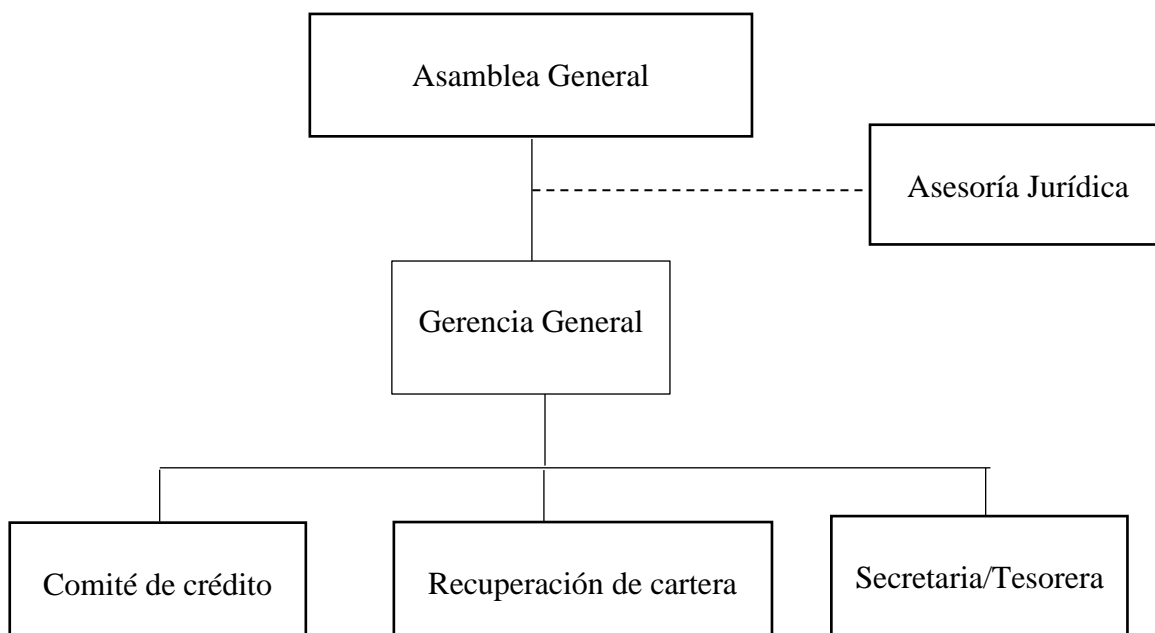 Asamblea General
Asesoría Jurídica
Gerencia General
Comité de crédito
Recuperación de cartera
Secretaria/Tesorera